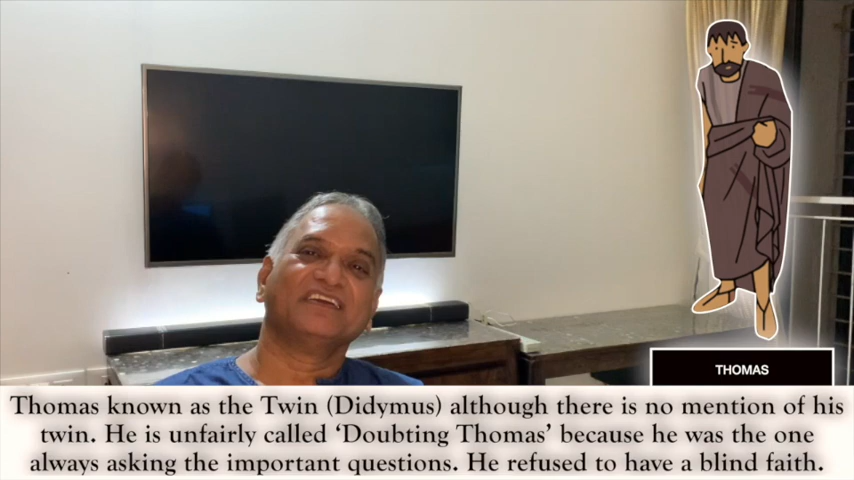 THOMAS
Thomas known as the Twin (Didymus) although there is no mention of his
twin. He is unfairly called ‘Doubting Thomas’ because he was the one
always asking the important questions. He refused to have a blind faith.